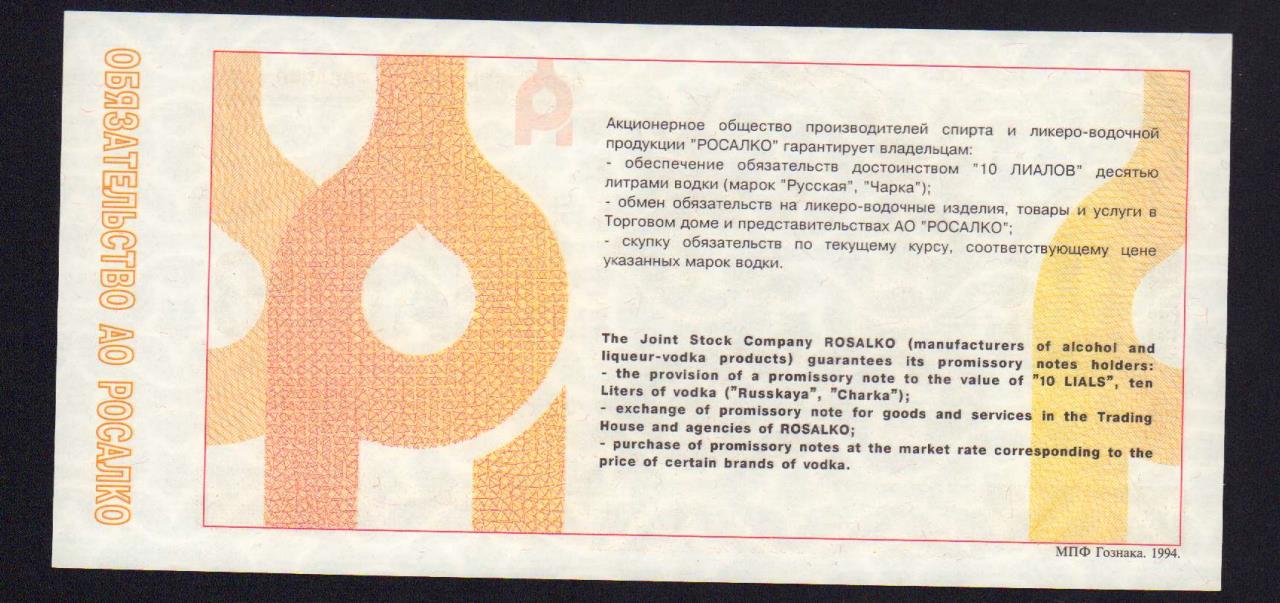 ОБЯЗАТЕЛЬСТВО АО РОСАЛКО
Акционерное общество производителей спирта и ликеро-водочной
продукции "РОСАЛКО" гарантирует владельцам:
- обеспечение обязательств достоинством "10 ЛИАЛОВ" десятью
литрами водки (марок "Русская", "Чарка");
- обмен обязательств на ликеро-водочные изделия, товары и услуги в
Торговом доме и представительствах АО "РОСАЛКО";
- скупку обязательств по текущему курсу, соответствующему цене
указанных марок водки.
The Joint Stock Company ROSALKO (manufacturers of alcohol and
liqueur-vodka products) guarantees its promissory notes holders:
- the provision of a promissory note to the value of "10 LIALS", ten
Liters of vodka ("Russkaya", "Charka");
- exchange of promissory note for goods and services in the Trading
House and agencies of ROSALKO;
- purchase of promissory notes at the market rate corresponding to the
price of certain brands of vodka.
МПФ Гознака. 1994.